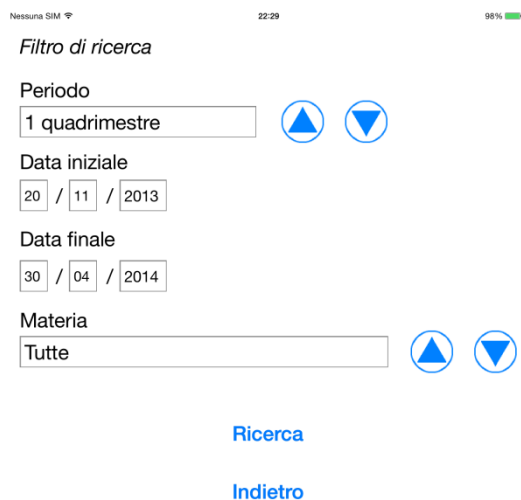 Nessuna SIM 22:29 98%
Filtro di ricerca
Periodo
1 quadrimestre
Data iniziale
20 / 11 / 2013
Data finale
30 / 04 / 2014
Materia
Tutte
Ricerca
Indietro